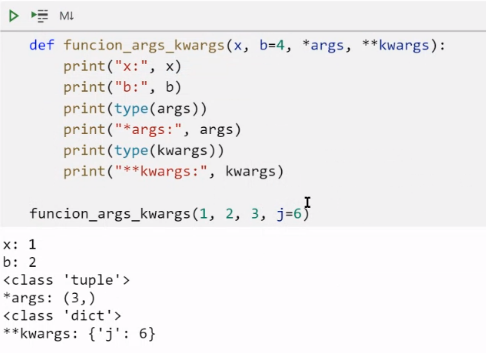 M↓
def funcion_args_kwargs(x, b=4, *args, **kwargs):
    print("x:", x)
    print("b:", b)
    print(type(args))
    print("*args:", args)
    print(type(kwargs))
    print("**kwargs:", kwargs)
funcion_args_kwargs(1, 2, 3, j=6)
x: 1
b: 2
<class 'tuple'>
*args: (3,)
<class 'dict'>
**kwargs: {'j': 6}